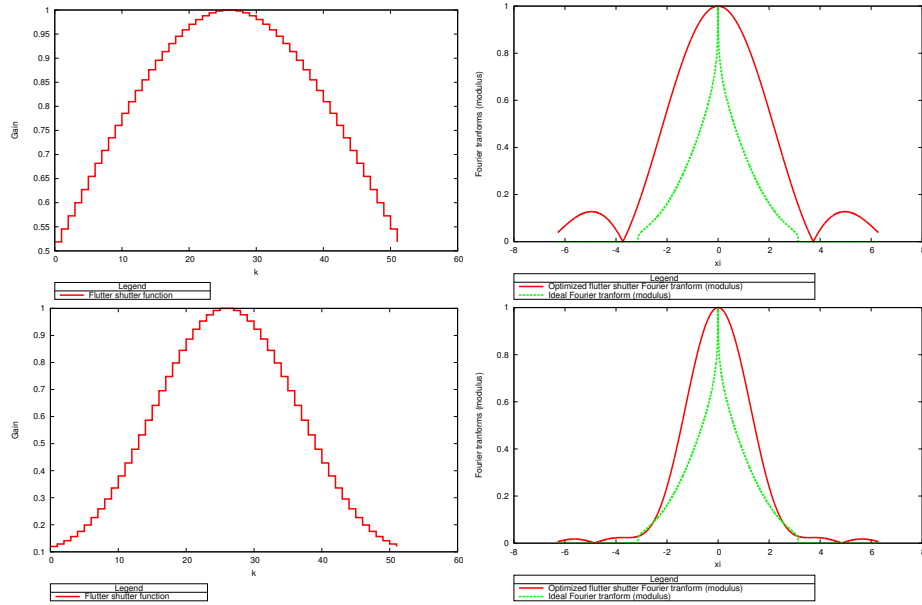 1
0.95
0.9
0.85
0.8
0.75
0.7
0.65
0.6
0.55
0.5
Gain
0 10 20 30 40 50 60
k
Legend
Flutter shutter function
1
0.8
0.6
0.4
0.2
0
Fourier tranforms (modulus)
-8 -6 -4 -2 0 2 4 6 8
xi
Legend
Optimized flutter shutter Fourier tranform (modulus)
Ideal Fourier tranform (modulus)
1
0.9
0.8
0.7
0.6
0.5
0.4
0.3
0.2
0.1
Gain
0 10 20 30 40 50 60
k
Legend
Flutter shutter function
1
0.8
0.6
0.4
0.2
0
Fourier tranforms (modulus)
-8 -6 -4 -2 0 2 4 6 8
xi
Legend
Optimized flutter shutter Fourier tranform (modulus)
Ideal Fourier tranform (modulus)